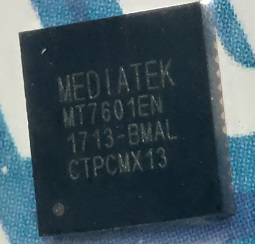 MEDIATEK
MT7601EN
1713-BMAL
CTPCMX13